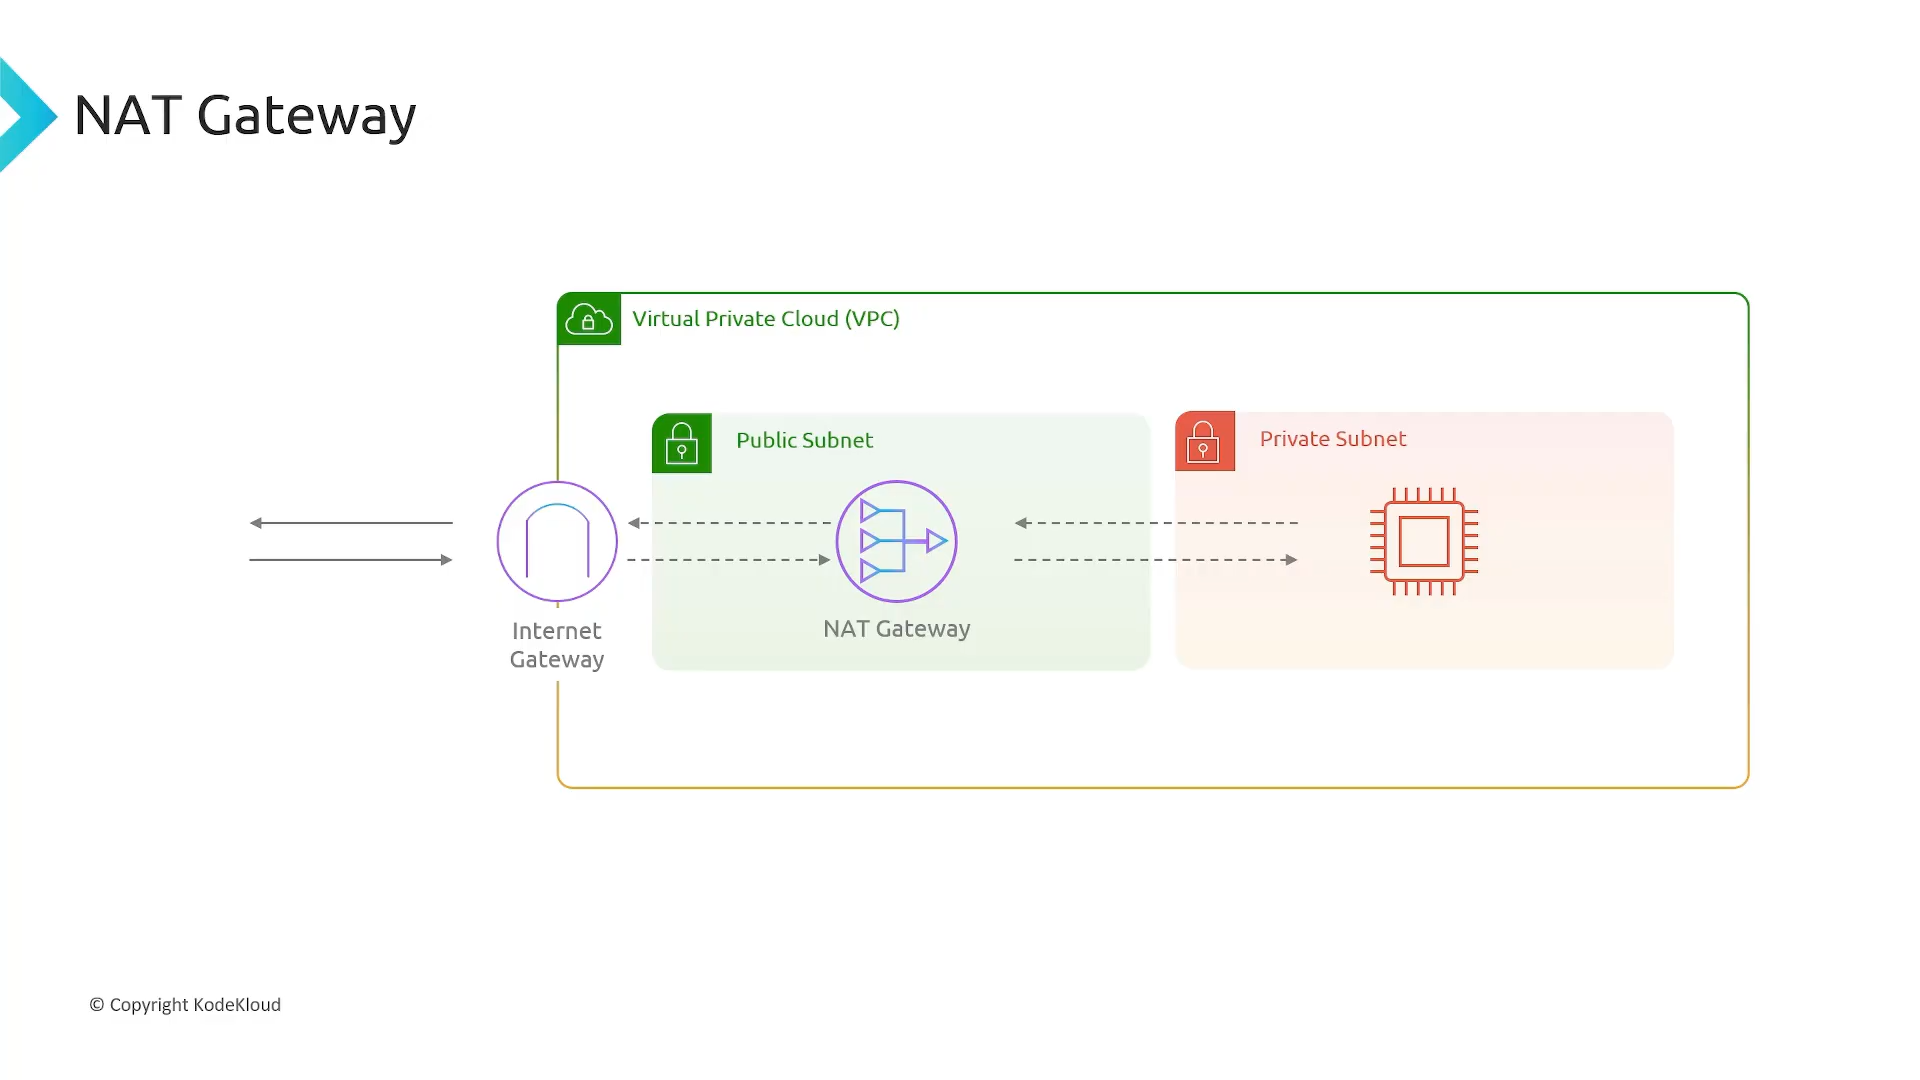 NAT Gateway
Virtual Private Cloud (VPC)
Public Subnet
Private Subnet
Internet
Gateway
NAT Gateway
© Copyright KodeKloud